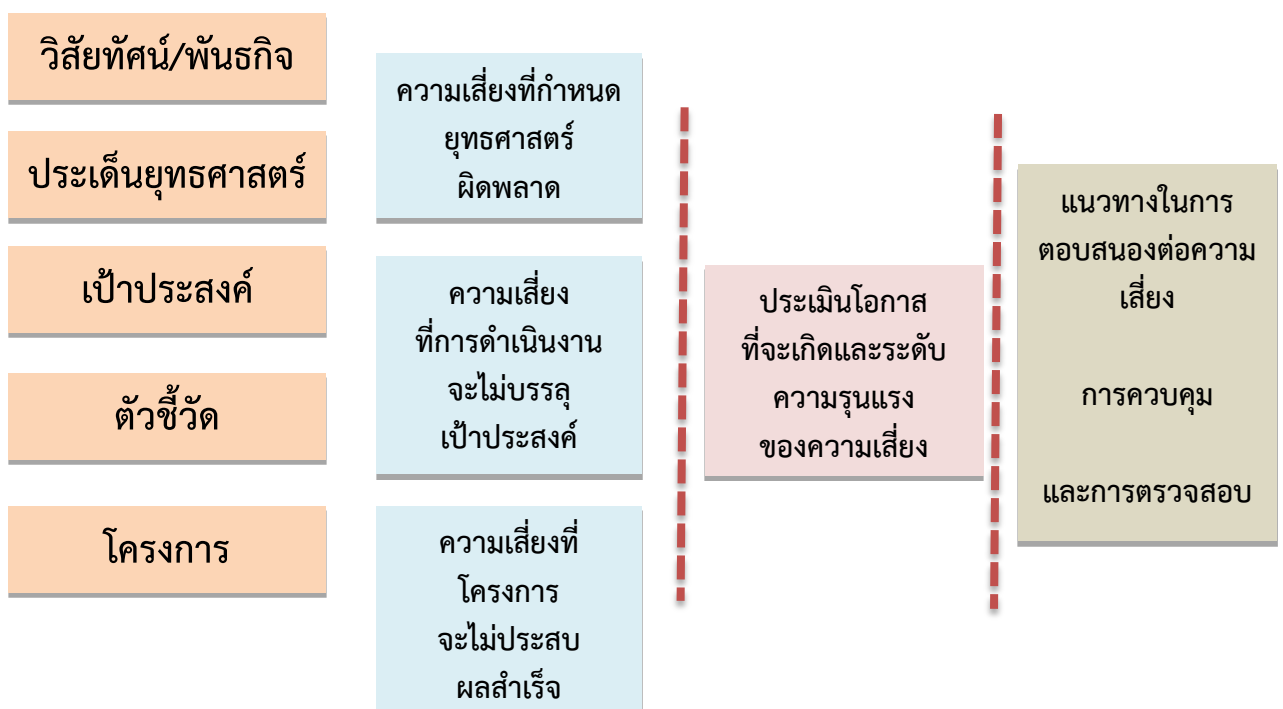 วิสัยทัศน์/พันธกิจ
ประเด็นยุทธศาสตร์
เป้าประสงค์
ตัวชี้วัด
โครงการ
ความเสี่ยงที่กำหนด
ยุทธศาสตร์
ผิดพลาด
ความเสี่ยง
ที่การดำเนินงาน
จะไม่บรรลุ
เป้าประสงค์
ความเสี่ยงที่
โครงการ
จะไม่ประสบ
ผลสำเร็จ
ประเมินโอกาส
ที่จะเกิดและระดับ
ความรุนแรง
ของความเสี่ยง
แนวทางในการ
ตอบสนองต่อความ
เสี่ยง
การควบคุม
และการตรวจสอบ